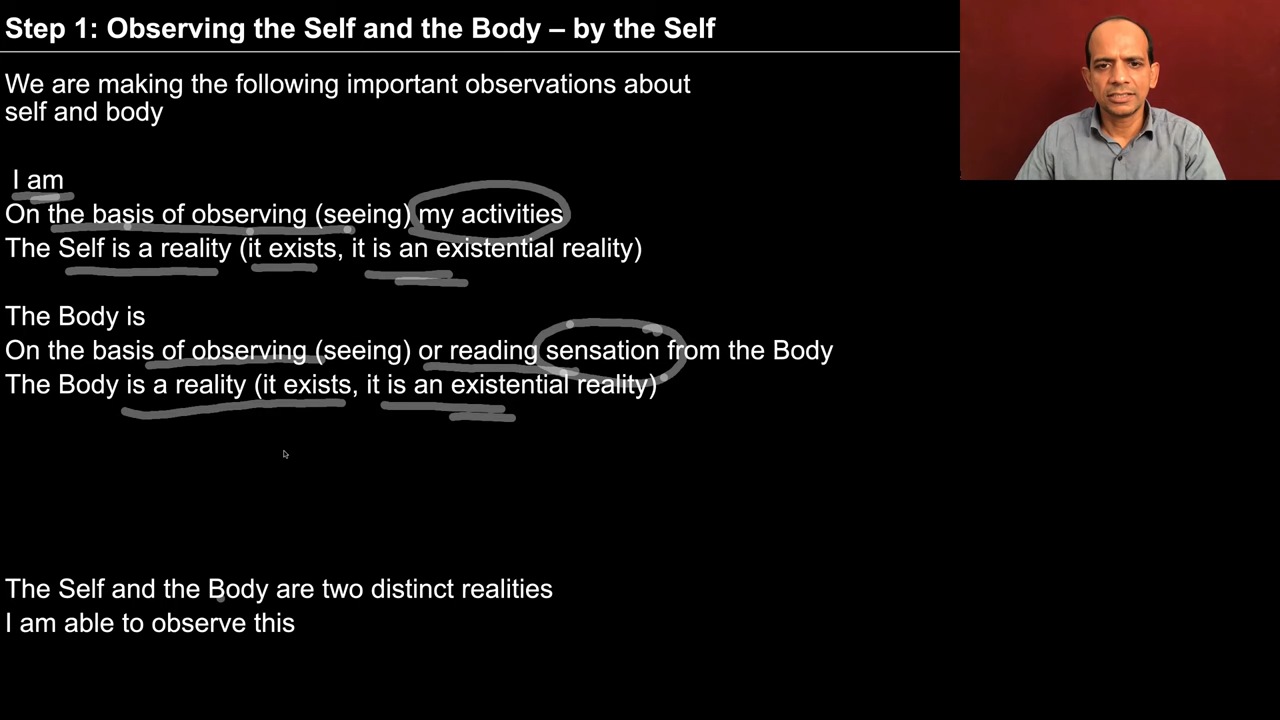 Step 1: Observing the Self and the Body – by the Self
We are making the following important observations about
self and body
I am
On the basis of observing (seeing) my activities
The Self is a reality (it exists, it is an existential reality)
The Body is
On the basis of observing (seeing) or reading sensation from the Body
The Body is a reality (it exists, it is an existential reality)
The Self and the Body are two distinct realities
I am able to observe this